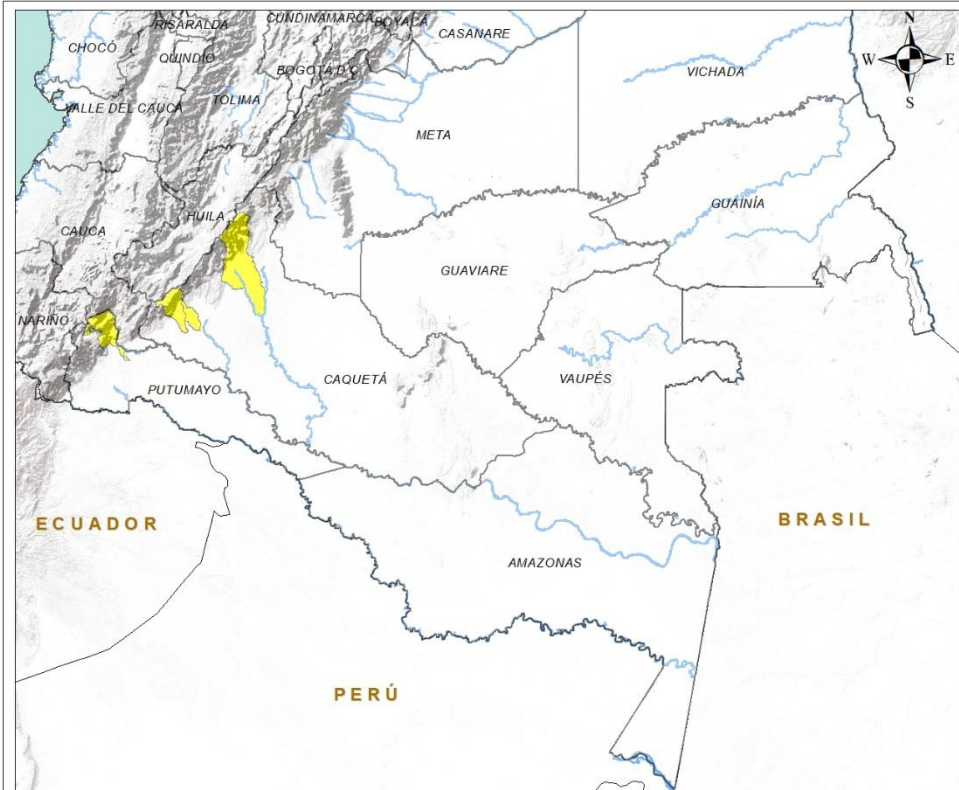 RISARALDA
CUNDINAMARCA
BOYACÁ
CASANARE
N
CHOCÓ
QUINDÍO
BOGOTÁ D.C
W
E
VICHADA
S
VALLE DEL CAUCA
TOLIMA
META
HUILA
GUAINÍA
CAUCA
GUAVIARE
NARIÑO
PUTUMAYO
CAQUETÁ
VAUPÉS
ECUADOR
BRASIL
AMAZONAS
PERÚ